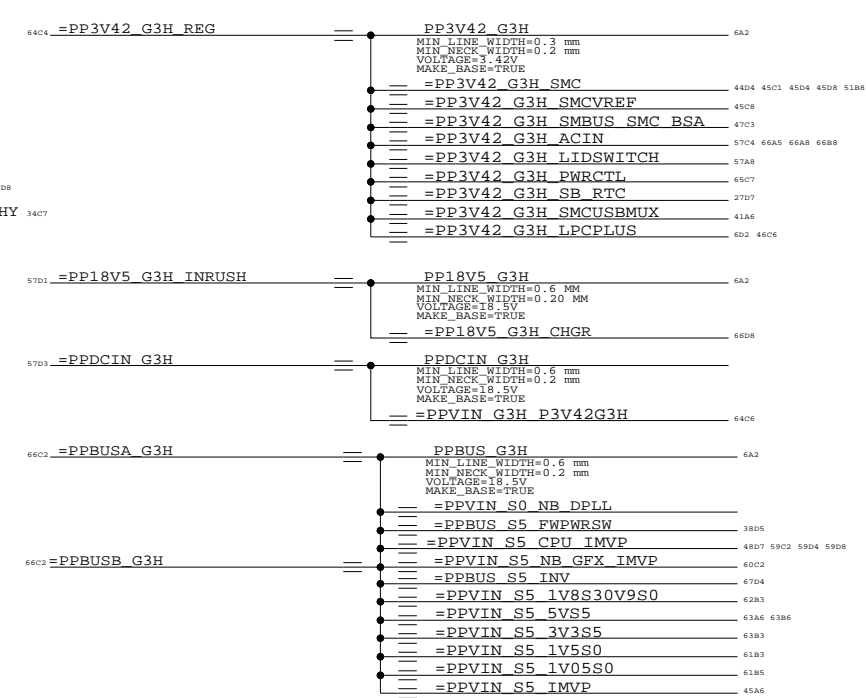 64C4 =PP3V42_G3H_REG PP3V42_G3H 6A2
MIN_LINE_WIDTH=0.3 mm
MIN_NECK_WIDTH=0.2 mm
VOLTAGE=3.42V
MAKE_BASE=TRUE
=PP3V42_G3H_SMC 44D4 45C1 45D4 45D8 51B8
=PP3V42_G3H_SMCVREF 45C8
=PP3V42_G3H_SMBUS_SMC_BSA 47C3
=PP3V42_G3H_ACIN 57C4 66A5 66A8 66B8
=PP3V42_G3H_LIDSWITCH 57A8
=PP3V42_G3H_PWRCTL 65C7
D8
=PP3V42_G3H_SB_RTC 27D7
HY 34C7
=PP3V42_G3H_SMCUSBMUX 41A6
=PP3V42_G3H_LPCPLUS 6D2 46C6
57D1 =PP18V5_G3H_INRUSH PP18V5_G3H 6A2
MIN_LINE_WIDTH=0.6 MM
MIN_NECK_WIDTH=0.20 MM
VOLTAGE=18.5V
MAKE_BASE=TRUE
=PP18V5_G3H_CHGR 66D8
57D3 =PPDCIN_G3H PPDCIN_G3H
MIN_LINE_WIDTH=0.6 mm
MIN_NECK_WIDTH=0.2 mm
VOLTAGE=18.5V
MAKE_BASE=TRUE
=PPVIN_G3H_P3V42G3H 64C6
66C2 =PPBUSA_G3H PPBUS_G3H 6A2
MIN_LINE_WIDTH=0.6 mm
MIN_NECK_WIDTH=0.2 mm
VOLTAGE=18.5V
MAKE_BASE=TRUE
=PPVIN_S0_NB_DPLL
=PPBUS_S5_FWPWRSW 38D5
=PPVIN_S5_CPU_IMVP 48D7 59C2 59D4 59D8
66C2 =PPBUSB_G3H =PPVIN_S5_NB_GFX_IMVP 60C2
=PPBUS_S5_INV 67D4
=PPVIN_S5_1V8S30V9S0 62B3
=PPVIN_S5_5VS5 63A6 63B6
=PPVIN_S5_3V3S5 63B3
=PPVIN_S5_1V5S0 61B3
=PPVIN_S5_1V05S0 61B5
=PPVIN_S5_IMVP 45A6